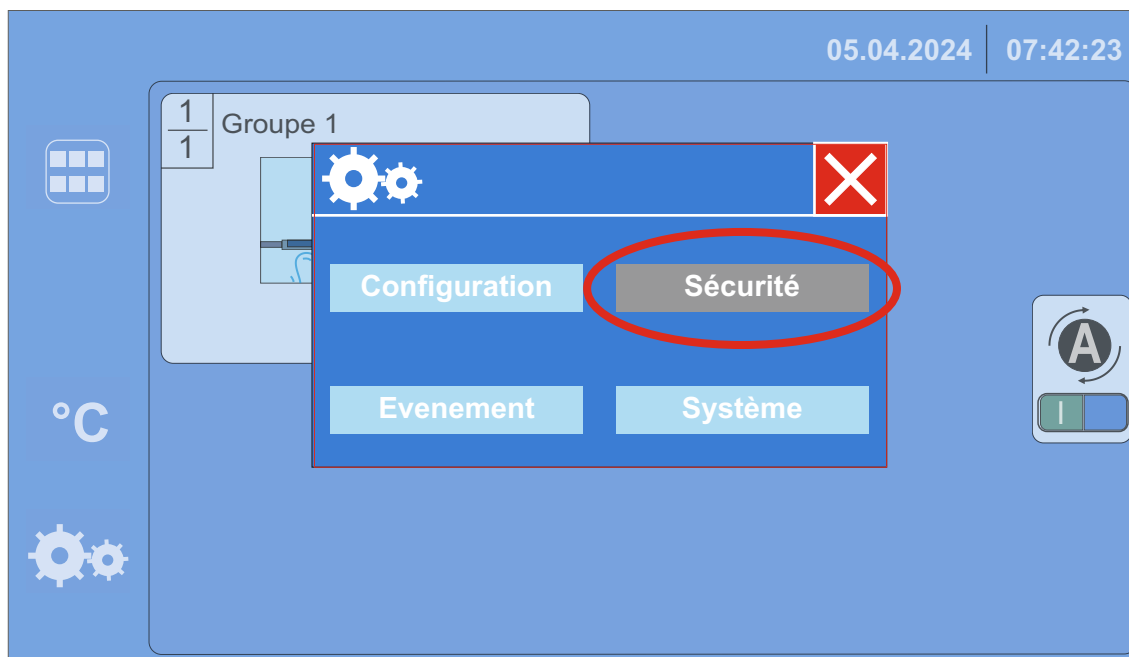 05.04.2024 07:42:23
1
1
Groupe 1
Configuration
Sécurité
Evenement
Système
°C
A
I